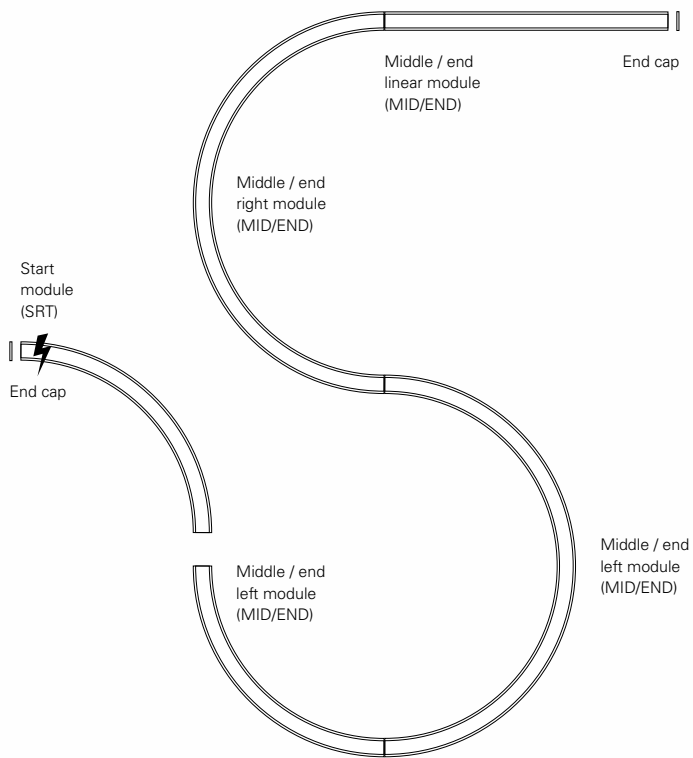 Middle / end
linear module
(MID/END)
End cap
Middle / end
right module
(MID/END)
Start
module
(SRT)
End cap
Middle / end
left module
(MID/END)
Middle / end
left module
(MID/END)